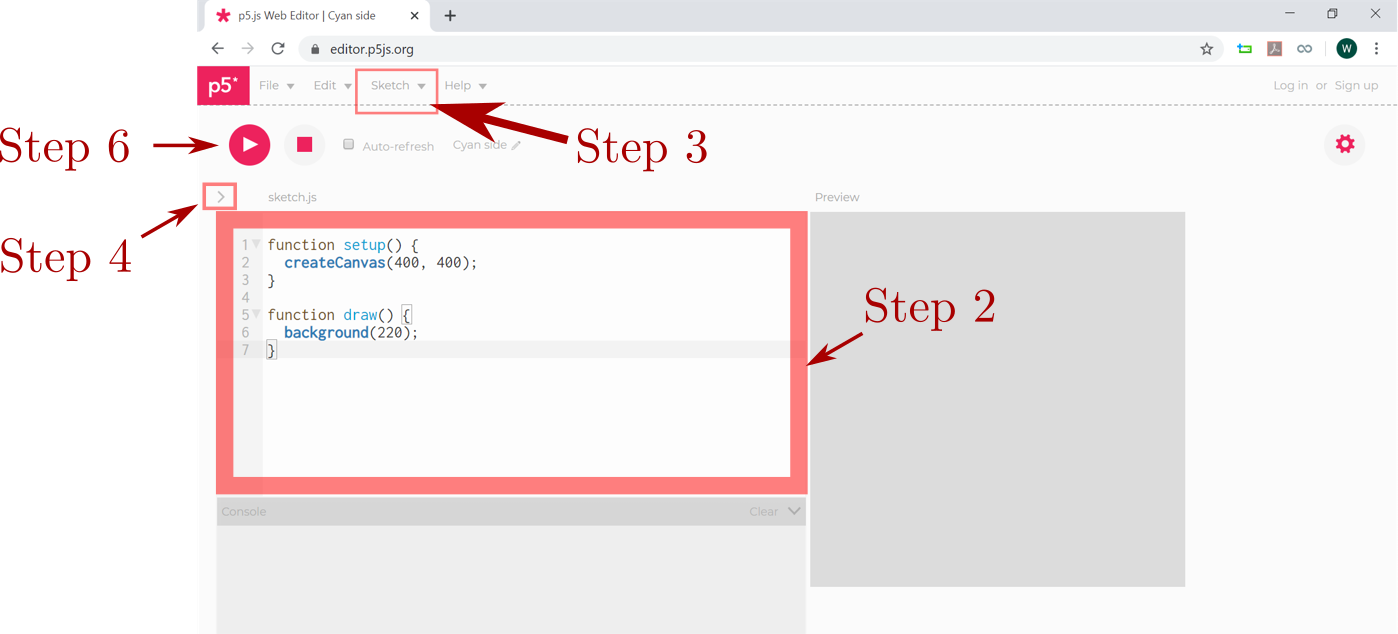 p5.js Web Editor | Cyan side
editor.p5js.org
W
p5* File Edit Sketch Help Log in or Sign up
Step 6
Auto-refresh Cyan side
Step 3
sketch.js
Preview
Step 4
1 function setup() {
2 createCanvas(400, 400);
3 }
4
5 function draw() {
6 background(220);
7 }
Step 2
Console Clear